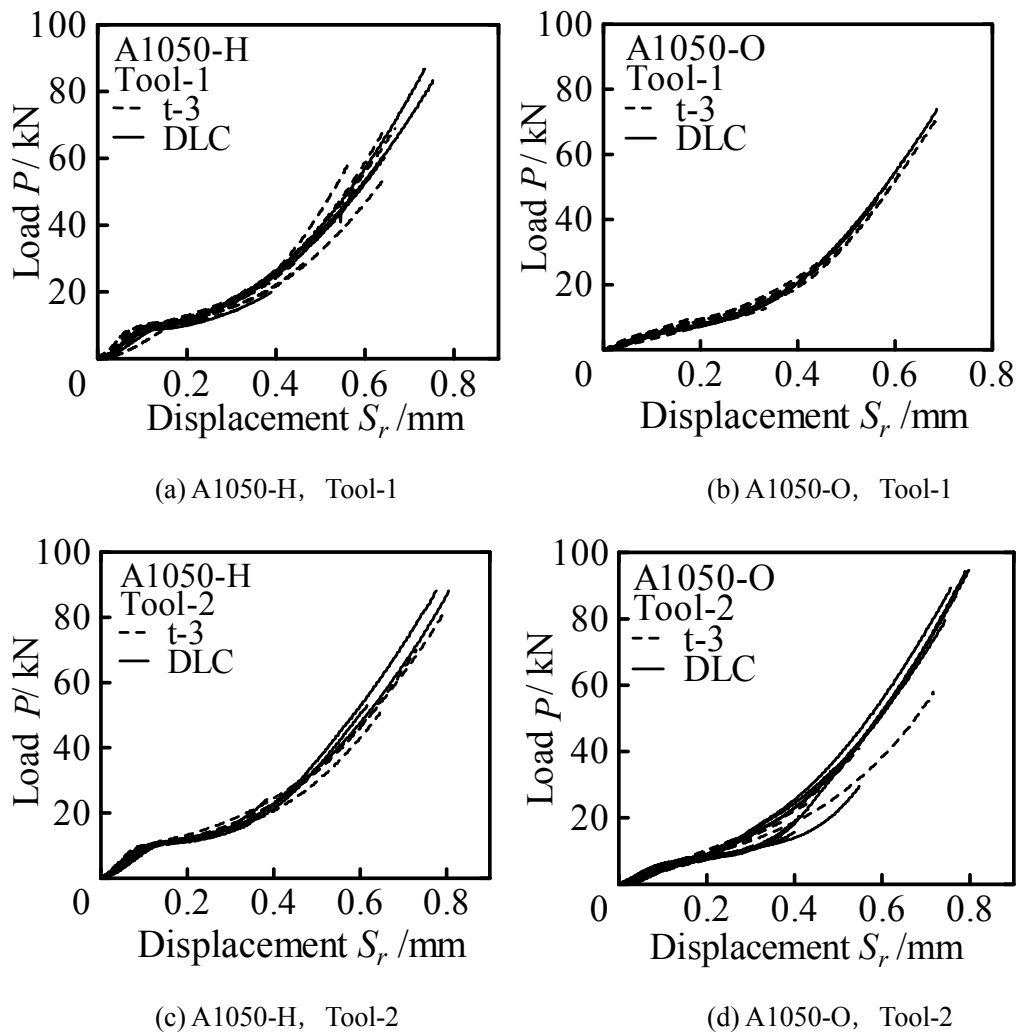 100
80
60
40
20
0
0.2
0.4
0.6
0.8
Load P / kN
Displacement Sr /mm
A1050-H
Tool-1
t-3
DLC
(a) A1050-H, Tool-1
100
80
60
40
20
0
0.2
0.4
0.6
0.8
Load P / kN
Displacement Sr /mm
A1050-O
Tool-1
t-3
DLC
(b) A1050-O, Tool-1
100
80
60
40
20
0
0.2
0.4
0.6
0.8
Load P / kN
Displacement Sr /mm
A1050-H
Tool-2
t-3
DLC
(c) A1050-H, Tool-2
100
80
60
40
20
0
0.2
0.4
0.6
0.8
Load P / kN
Displacement Sr /mm
A1050-O
Tool-2
t-3
DLC
(d) A1050-O, Tool-2